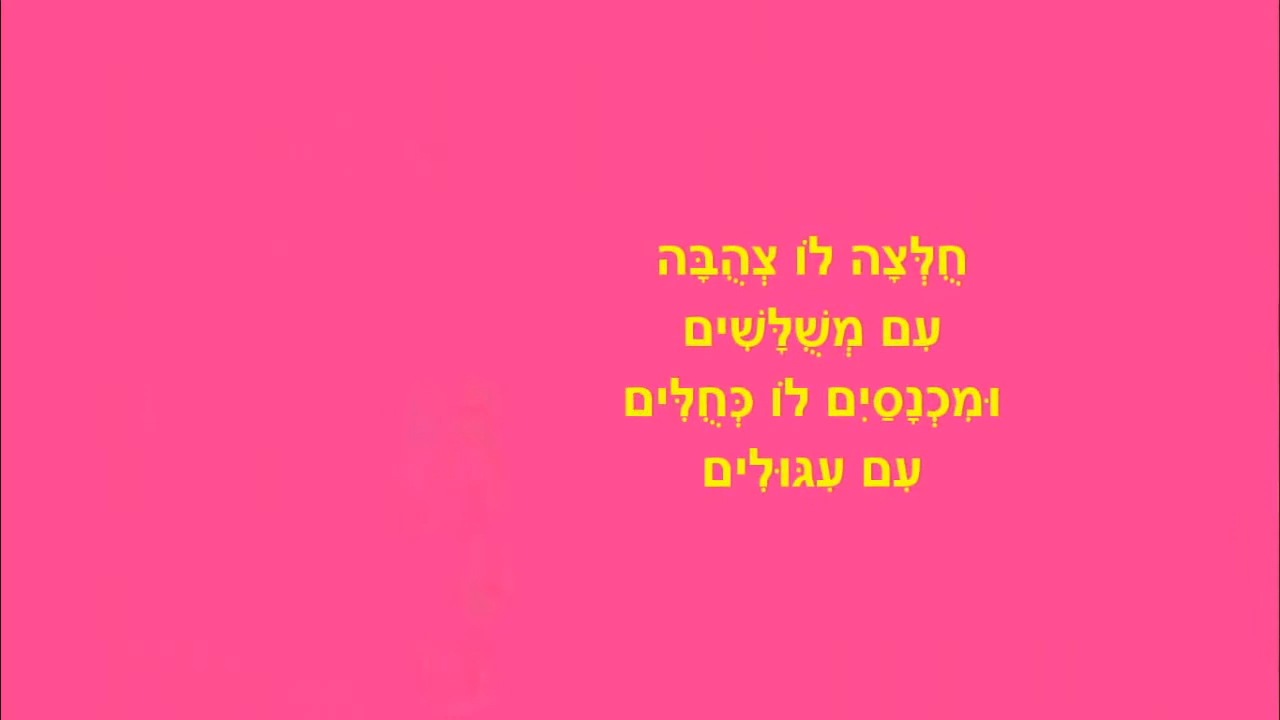 חֻלְּצָה לוֹ צְהֻבָּה
עִם מְשֻׁלָּשִׁים
וּמִכְנָסַיִם לוֹ כְּחֻלִּים
עִם עִגּוּלִים